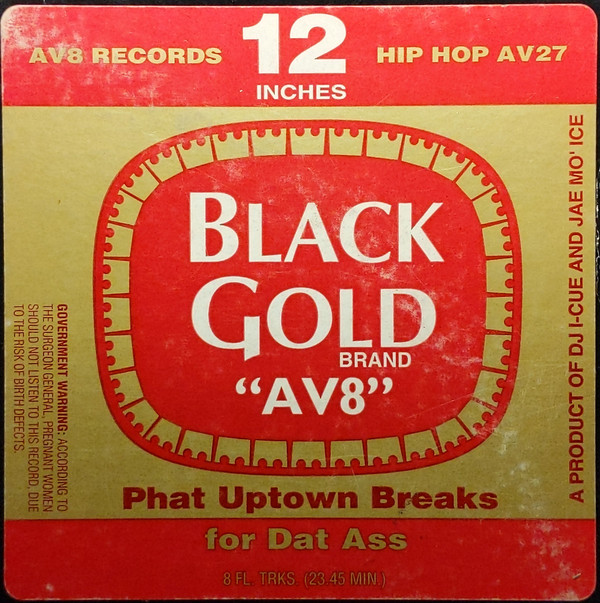 AV8 RECORDS
12
INCHES
HIP HOP AV27
BLACK
GOLD
BRAND
“AV8”
Phat Uptown Breaks
for Dat Ass
8 FL. TRKS. (23.45 MIN.)
GOVERNMENT WARNING: ACCORDING TO
THE SURGEON GENERAL, PREGNANT WOMEN
SHOULD NOT LISTEN TO THIS RECORD, DUE
TO THE RISK OF BIRTH DEFECTS.
A PRODUCT OF DJ I-CUE AND JAE MO' ICE